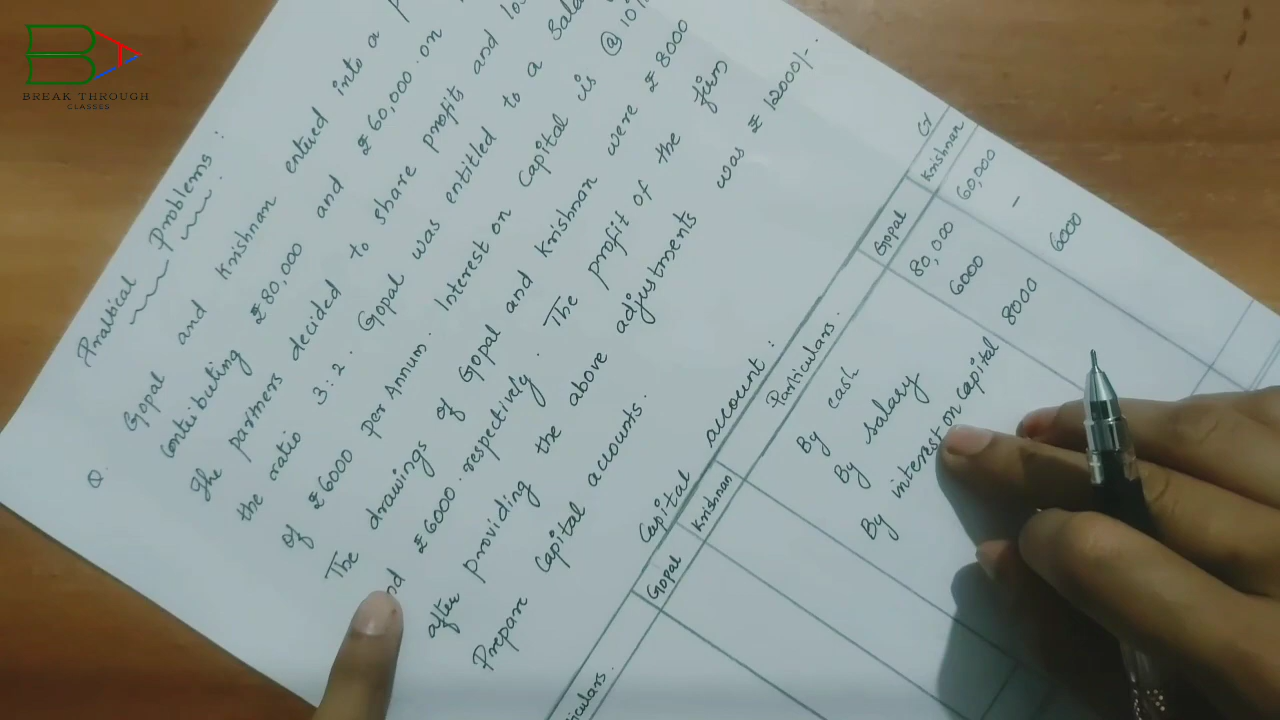 BREAK THROUGH
CLASSES
Pratical Problems :
Q. Gopal and Krishnan entered into a
contributing ₤ 80,000 and ₤ 60,000. on
The partners decided to share profits and
the ratio 3:2. Gopal was entitled to a
of ₤ 6000 per Annum. Interest on Capital is @ 10%
The drawings of Gopal and Krishnan were ₤ 8000
₤ 6000. respectively. The profit of the firm
after providing the above adjustments was ₤ 12000/-.
Prepare Capital accounts.
Capital account :
Gopal Krishnan Particulars. Gopal Krishnan
By cash 80,000 60,000
By salary 6000 -
By interest on capital 8000 6000